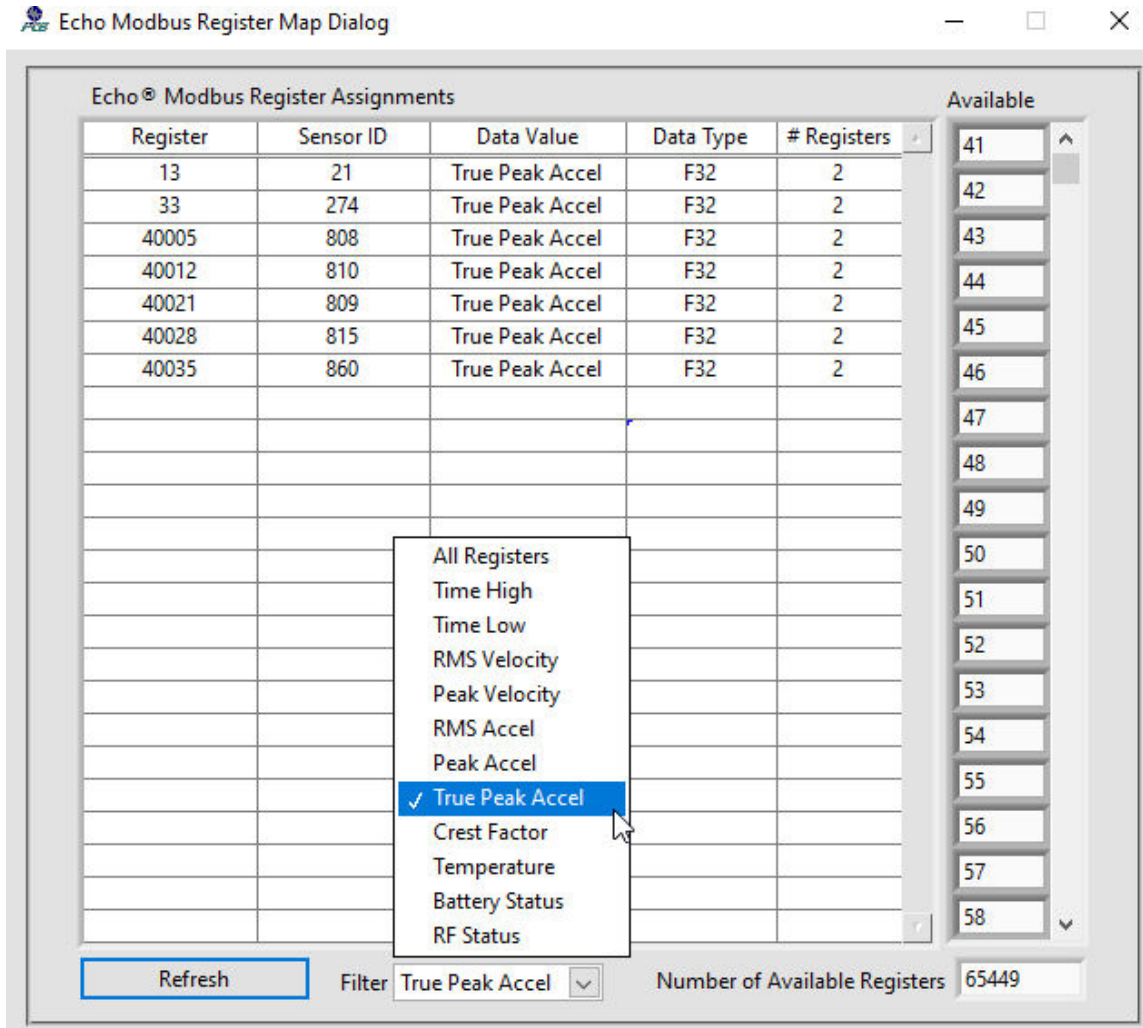 Echo Modbus Register Map Dialog
Echo® Modbus Register Assignments
Available
Register Sensor ID Data Value Data Type # Registers
13 21 True Peak Accel F32 2
33 274 True Peak Accel F32 2
40005 808 True Peak Accel F32 2
40012 810 True Peak Accel F32 2
40021 809 True Peak Accel F32 2
40028 815 True Peak Accel F32 2
40035 860 True Peak Accel F32 2
41
42
43
44
45
46
47
48
49
50
51
52
53
54
55
56
57
58
All Registers
Time High
Time Low
RMS Velocity
Peak Velocity
RMS Accel
Peak Accel
True Peak Accel
Crest Factor
Temperature
Battery Status
RF Status
Refresh Filter True Peak Accel Number of Available Registers 65449